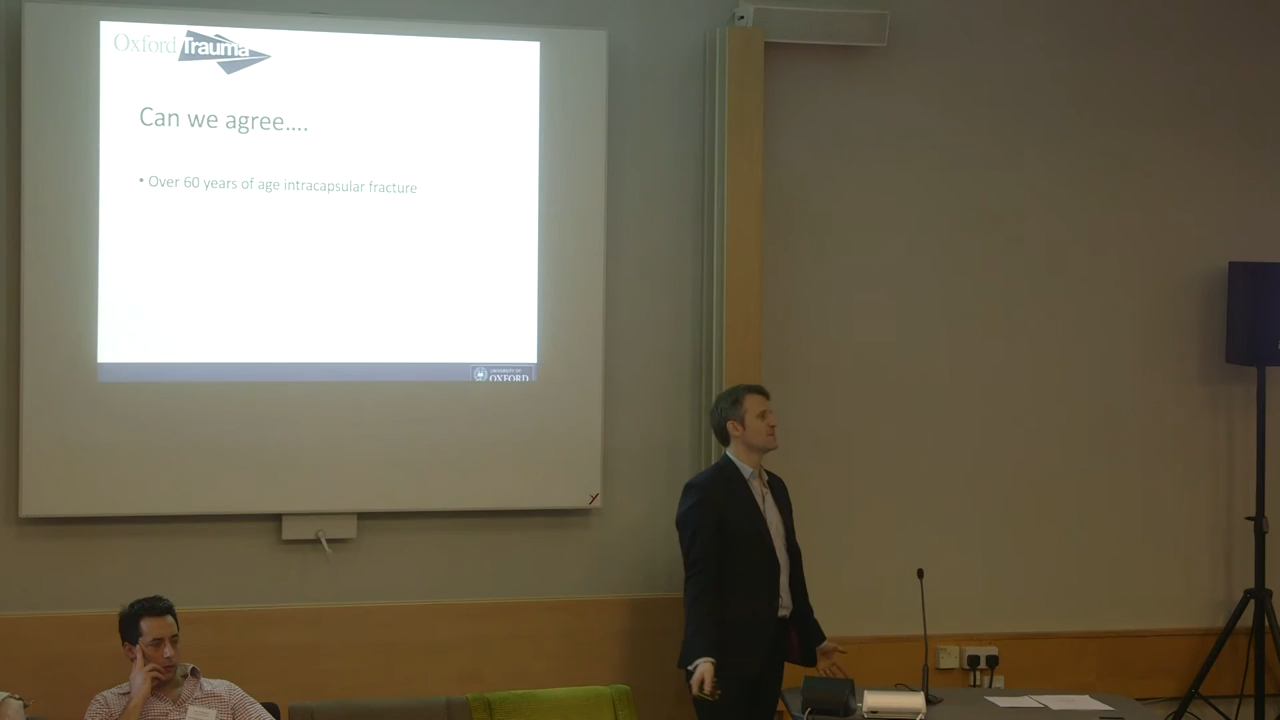 Oxford Trauma
Can we agree....
• Over 60 years of age intracapsular fracture
UNIVERSITY OF
OXFORD